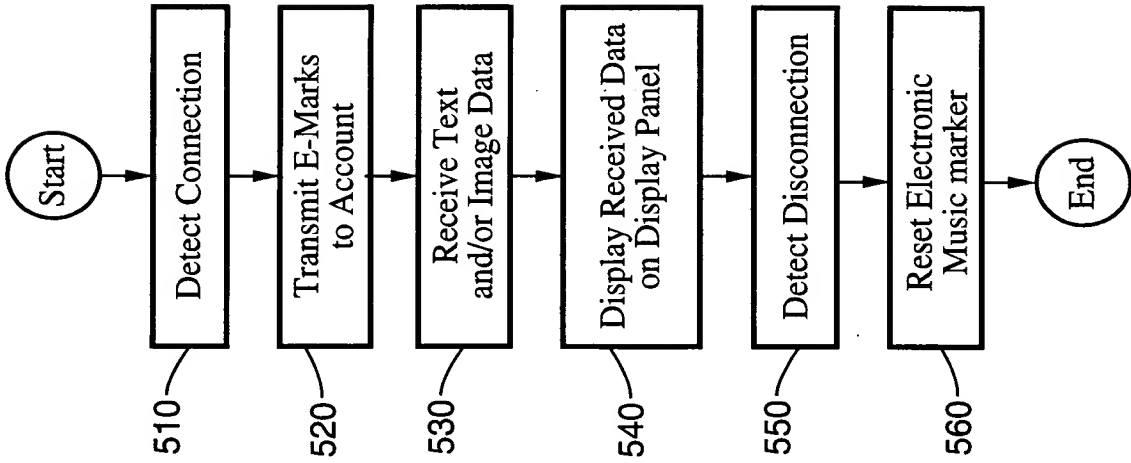 Start
510
Detect Connection
520
Transmit E-Marks
to Account
530
Receive Text
and/or Image Data
540
Display Received Data
on Display Panel
550
Detect Disconnection
560
Reset Electronic
Music marker
End